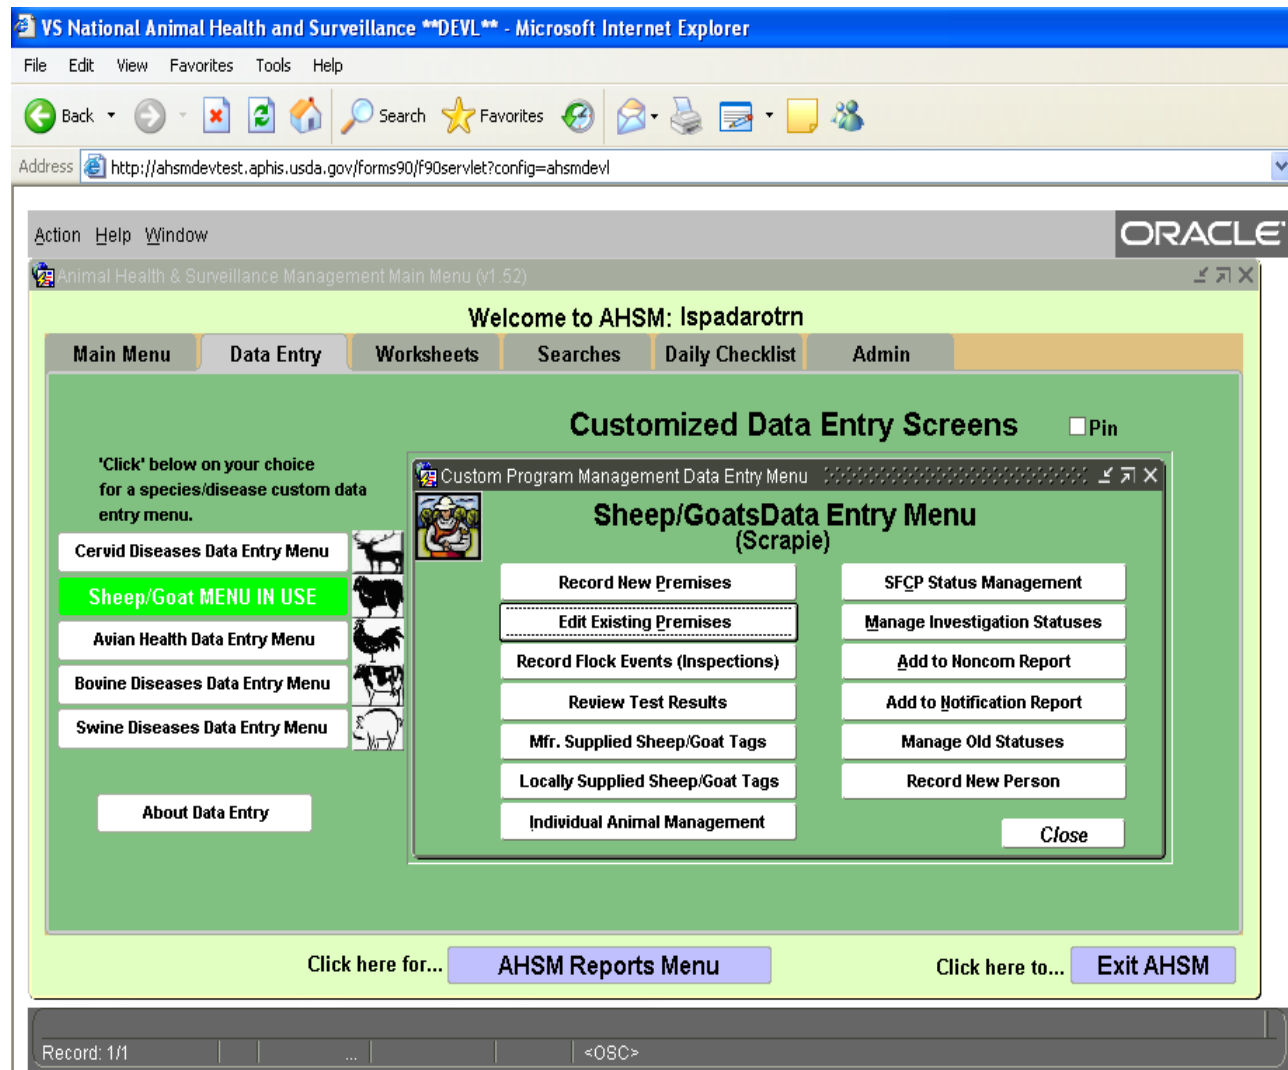 VS National Animal Health and Surveillance **DEVL** - Microsoft Internet Explorer
File Edit View Favorites Tools Help
Back Search Favorites
Address http://ahsmdevtest.aphis.usda.gov/forms90/f90servlet?config=ahsmdevl
Action Help Window ORACLE
Animal Health & Surveillance Management Main Menu (v1.52)
Welcome to AHSM: lspadarotrn
Main Menu Data Entry Worksheets Searches Daily Checklist Admin
Customized Data Entry Screens Pin
'Click' below on your choice
for a species/disease custom data
entry menu.
Cervid Diseases Data Entry Menu
Sheep/Goat MENU IN USE
Avian Health Data Entry Menu
Bovine Diseases Data Entry Menu
Swine Diseases Data Entry Menu
About Data Entry
Custom Program Management Data Entry Menu
Sheep/GoatsData Entry Menu
(Scrapie)
Record New Premises
Edit Existing Premises
Record Flock Events (Inspections)
Review Test Results
Mfr. Supplied Sheep/Goat Tags
Locally Supplied Sheep/Goat Tags
Individual Animal Management
SFCP Status Management
Manage Investigation Statuses
Add to Noncom Report
Add to Notification Report
Manage Old Statuses
Record New Person
Close
Click here for... AHSM Reports Menu Click here to... Exit AHSM
Record: 1/1 ... <OSC>